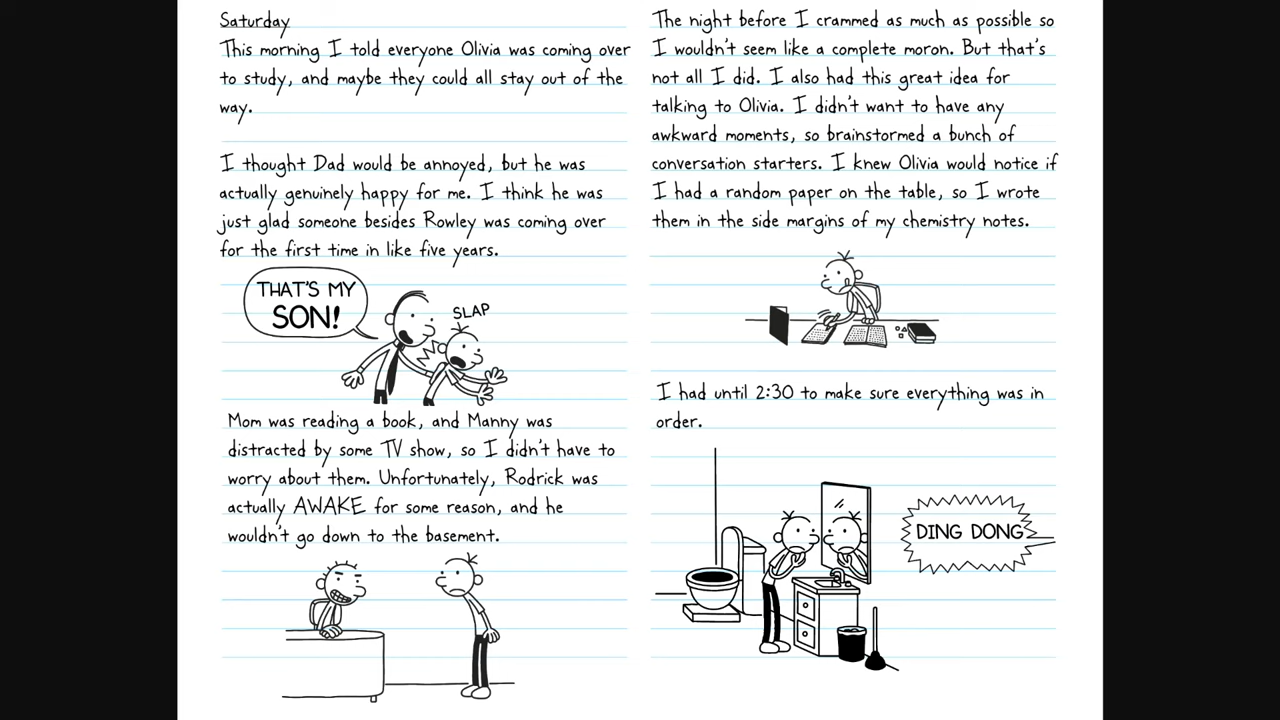 Saturday
This morning I told everyone Olivia was coming over
to study, and maybe they could all stay out of the
way.
I thought Dad would be annoyed, but he was
actually genuinely happy for me. I think he was
just glad someone besides Rowley was coming over
for the first time in like five years.
THAT'S MY
SON!
SLAP
Mom was reading a book, and Manny was
distracted by some TV show, so I didn't have to
worry about them. Unfortunately, Rodrick was
actually AWAKE for some reason, and he
wouldn't go down to the basement.
The night before I crammed as much as possible so
I wouldn't seem like a complete moron. But that's
not all I did. I also had this great idea for
talking to Olivia. I didn't want to have any
awkward moments, so brainstormed a bunch of
conversation starters. I knew Olivia would notice if
I had a random paper on the table, so I wrote
them in the side margins of my chemistry notes.
I had until 2:30 to make sure everything was in
order.
DING DONG